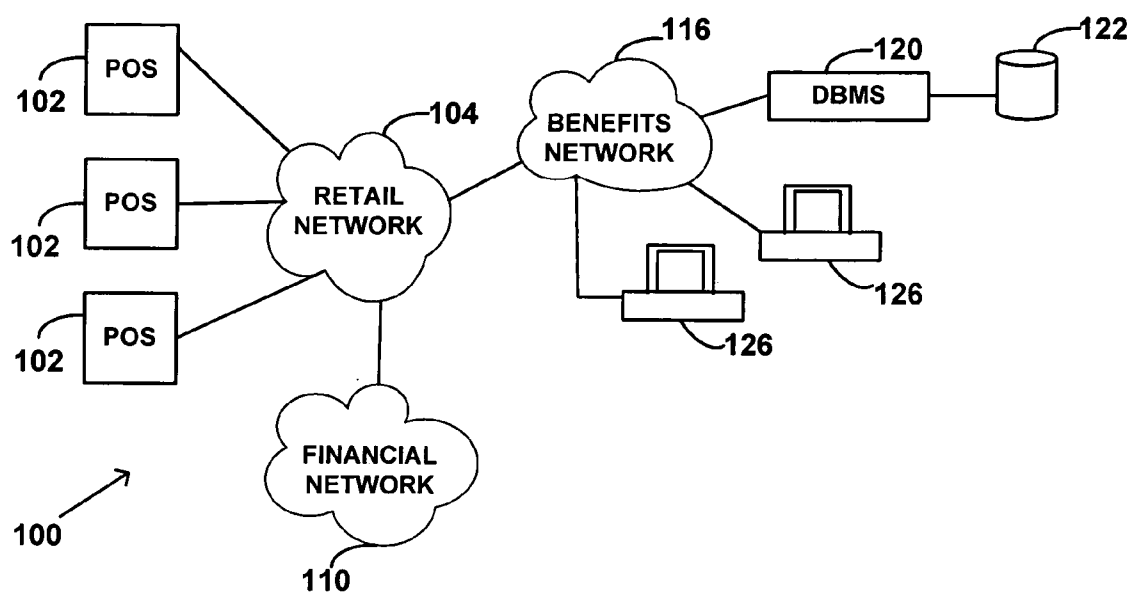 116
120
122
POS
DBMS
102
104
BENEFITS
NETWORK
POS
RETAIL
NETWORK
102
126
POS
126
102
FINANCIAL
NETWORK
100
110